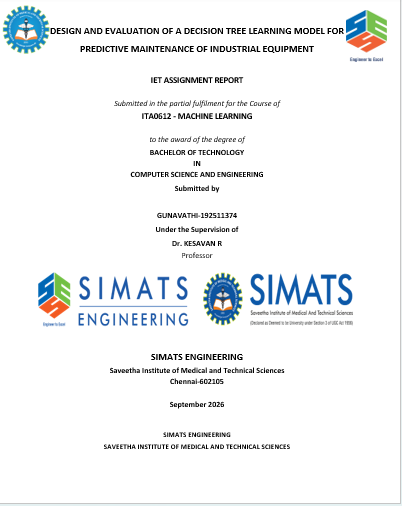 DESIGN AND EVALUATION OF A DECISION TREE LEARNING MODEL FOR
PREDICTIVE MAINTENANCE OF INDUSTRIAL EQUIPMENT
Engineer to Excel
IET ASSIGNMENT REPORT
Submitted in the partial fulfilment for the Course of
ITA0612 - MACHINE LEARNING
to the award of the degree of
BACHELOR OF TECHNOLOGY
IN
COMPUTER SCIENCE AND ENGINEERING
Submitted by
GUNAVATHI-192511374
Under the Supervision of
Dr. KESAVAN R
Professor
SIMATS
ENGINEERING
Engineer to Excel
SIMATS
Saveetha Institute of Medical And Technical Sciences
(Declared as Deemed to be University under Section 3 of UGC Act 1956)
SIMATS ENGINEERING
Saveetha Institute of Medical and Technical Sciences
Chennai-602105
September 2026
SIMATS ENGINEERING
SAVEETHA INSTITUTE OF MEDICAL AND TECHNICAL SCIENCES